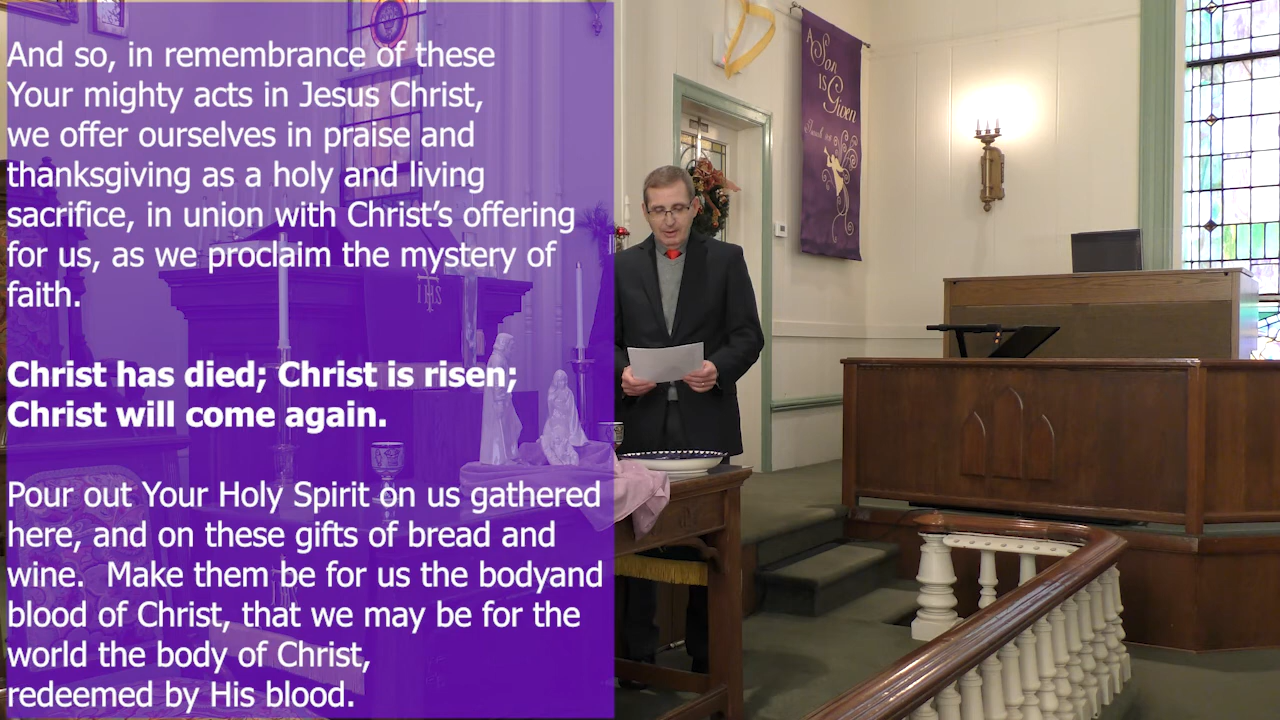 And so, in remembrance of these
Your mighty acts in Jesus Christ,
we offer ourselves in praise and
thanksgiving as a holy and living
sacrifice, in union with Christ’s offering
for us, as we proclaim the mystery of
faith.
Christ has died; Christ is risen;
Christ will come again.
Pour out Your Holy Spirit on us gathered
here, and on these gifts of bread and
wine.  Make them be for us the bodyand
blood of Christ, that we may be for the
world the body of Christ,
redeemed by His blood.
IHS
A
Son
is
Given